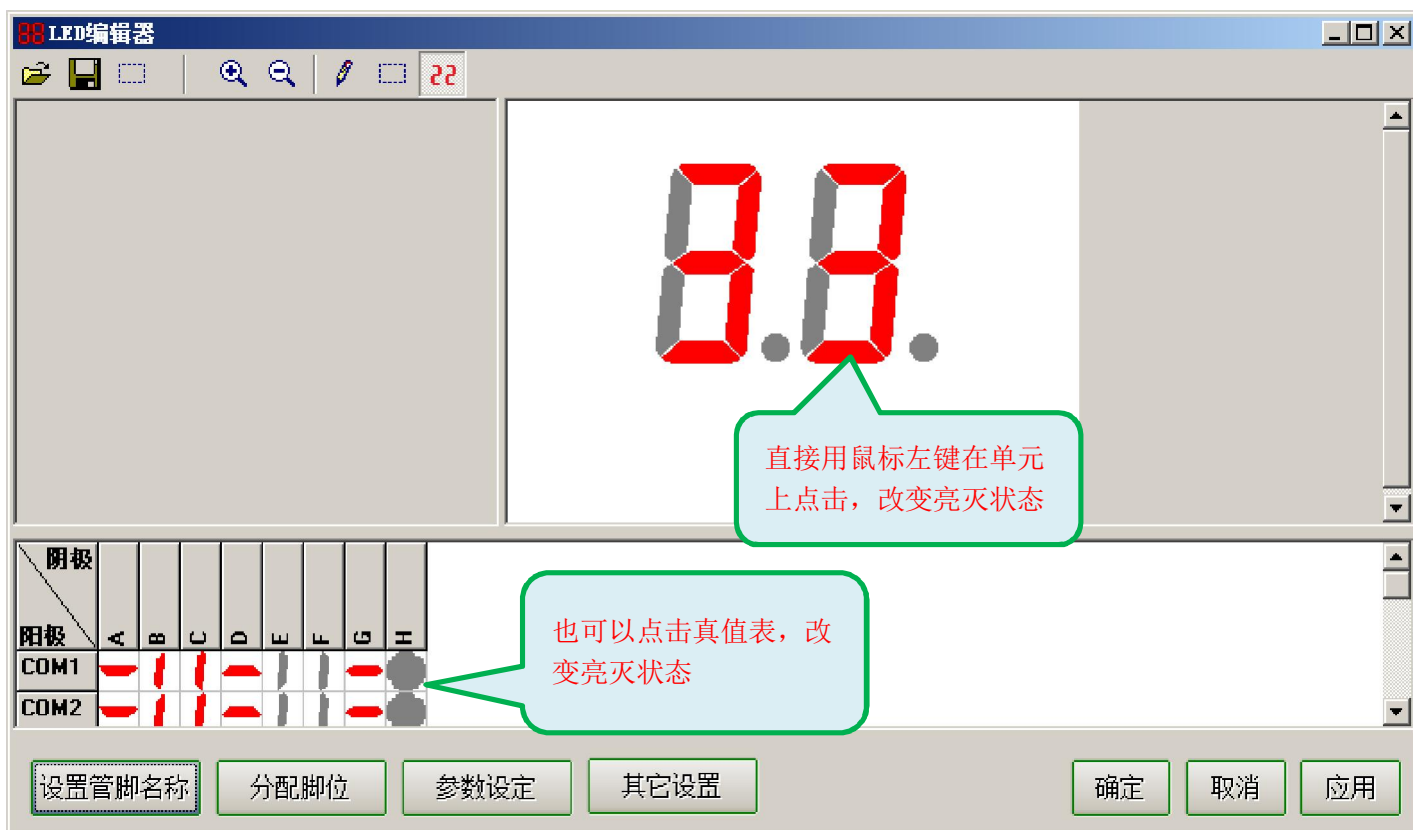 88 LED编辑器
22
直接用鼠标左键在单元
上点击，改变亮灭状态
阴极
阳极
A B C D E F G H
COM1
COM2
也可以点击真值表，改
变亮灭状态
设置管脚名称 分配脚位 参数设定 其它设置 确定 取消 应用